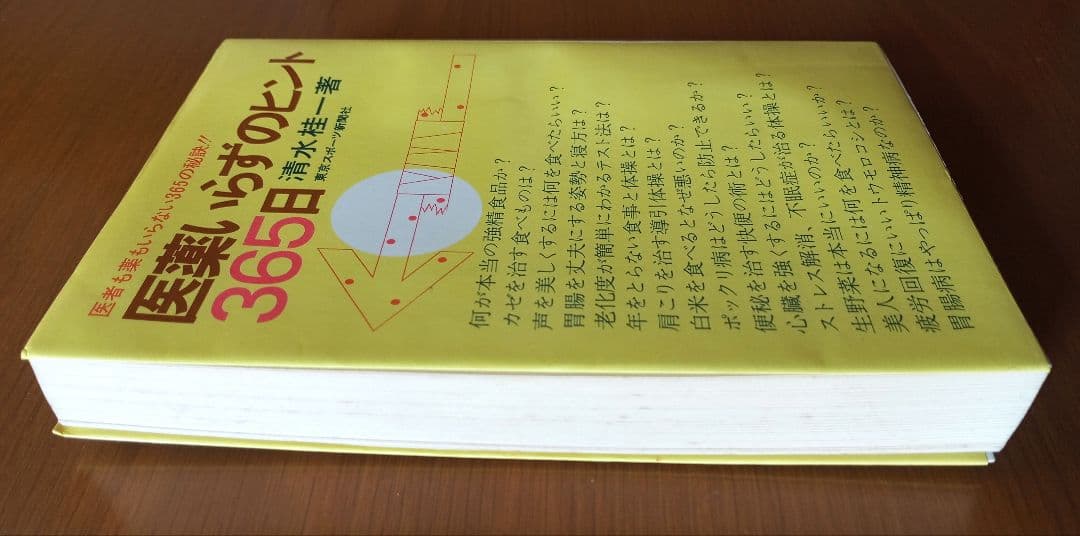 医者も薬もいらない365の秘訣!!
医薬いらずのヒント
365日
清水桂一著
東京スポーツ新聞社
何が本当の強精食品か?
カゼを治す食べものは?
声を美しくするには何を食べたらいい?
胃腸を丈夫にする姿勢と寝方は?
老化度が簡単にわかるテスト法は?
年をとらない食事と体操とは?
肩こりを治す導引体操とは?
白米を食べるとなぜ悪いのか?
ポックリ病はどうしたら防止できるか?
便秘を治す快便の術とは?
心臓を強くするにはどうしたらいい?
ストレス解消、不眠症が治る体操とは?
生野菜は本当にいいのか?
美人になるには何を食べたらいいか?
疲労回復にいいトウモロコシとは?
胃腸病はやっぱり精神病なのか?